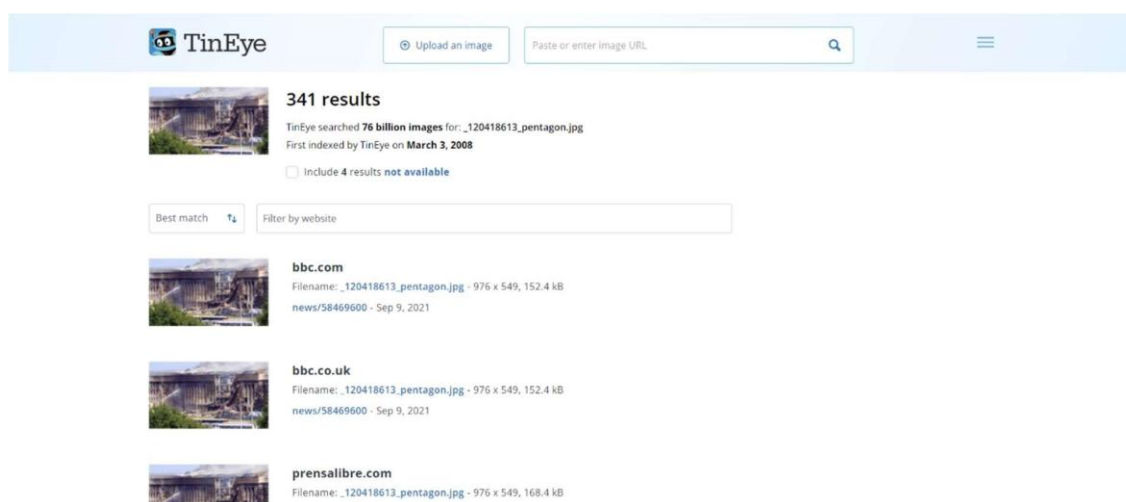 TinEye
Upload an image
Paste or enter image URL
341 results
TinEye searched 76 billion images for: _120418613_pentagon.jpg
First indexed by TinEye on March 3, 2008
Include 4 results not available
Best match
Filter by website
bbc.com
Filename: _120418613_pentagon.jpg - 976 x 549, 152.4 kB
news/58469600 - Sep 9, 2021
bbc.co.uk
Filename: _120418613_pentagon.jpg - 976 x 549, 152.4 kB
news/58469600 - Sep 9, 2021
prensalibre.com
Filename: _120418613_pentagon.jpg - 976 x 549, 168.4 kB